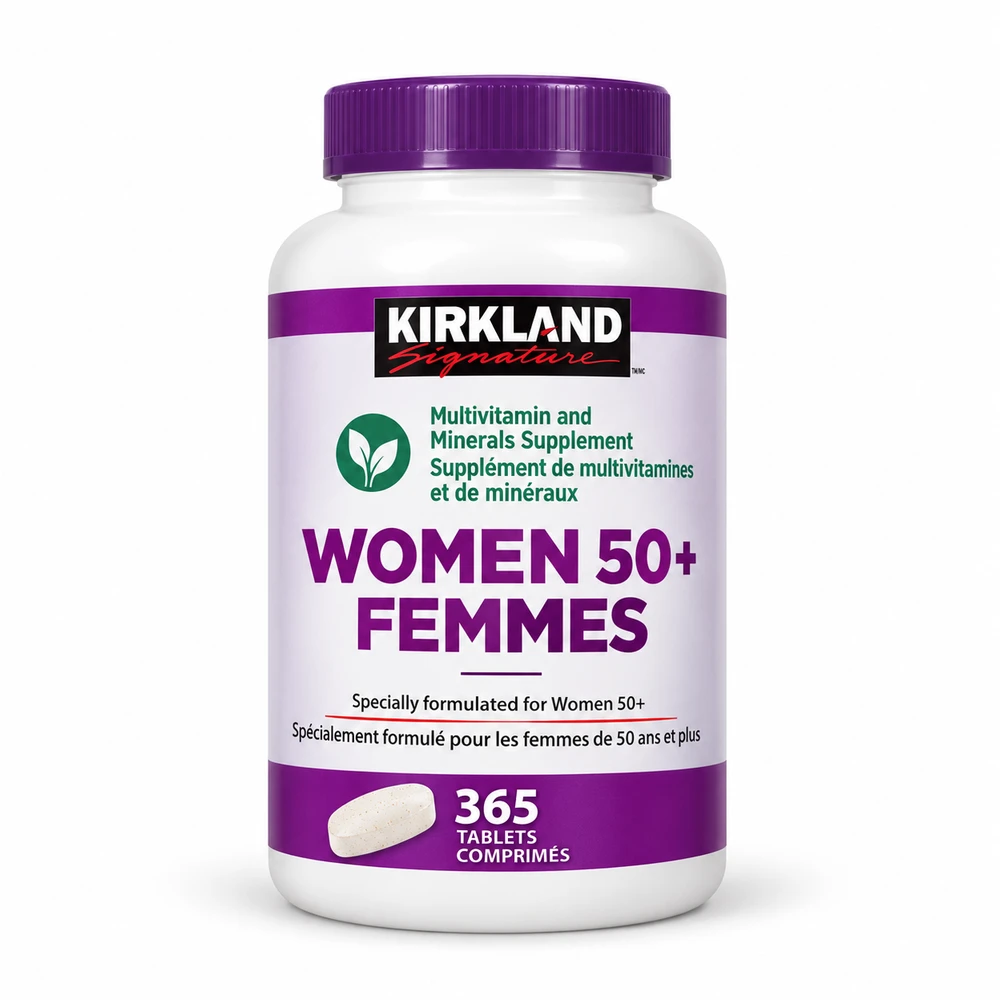 KIRKLAND
Signature
TM/MC
Multivitamin and
Minerals Supplement
Supplément de multivitamines
et de minéraux
WOMEN 50+
FEMMES
Specially formulated for Women 50+
Spécialement formulé pour les femmes de 50 ans et plus
365
TABLETS
COMPRIMÉS